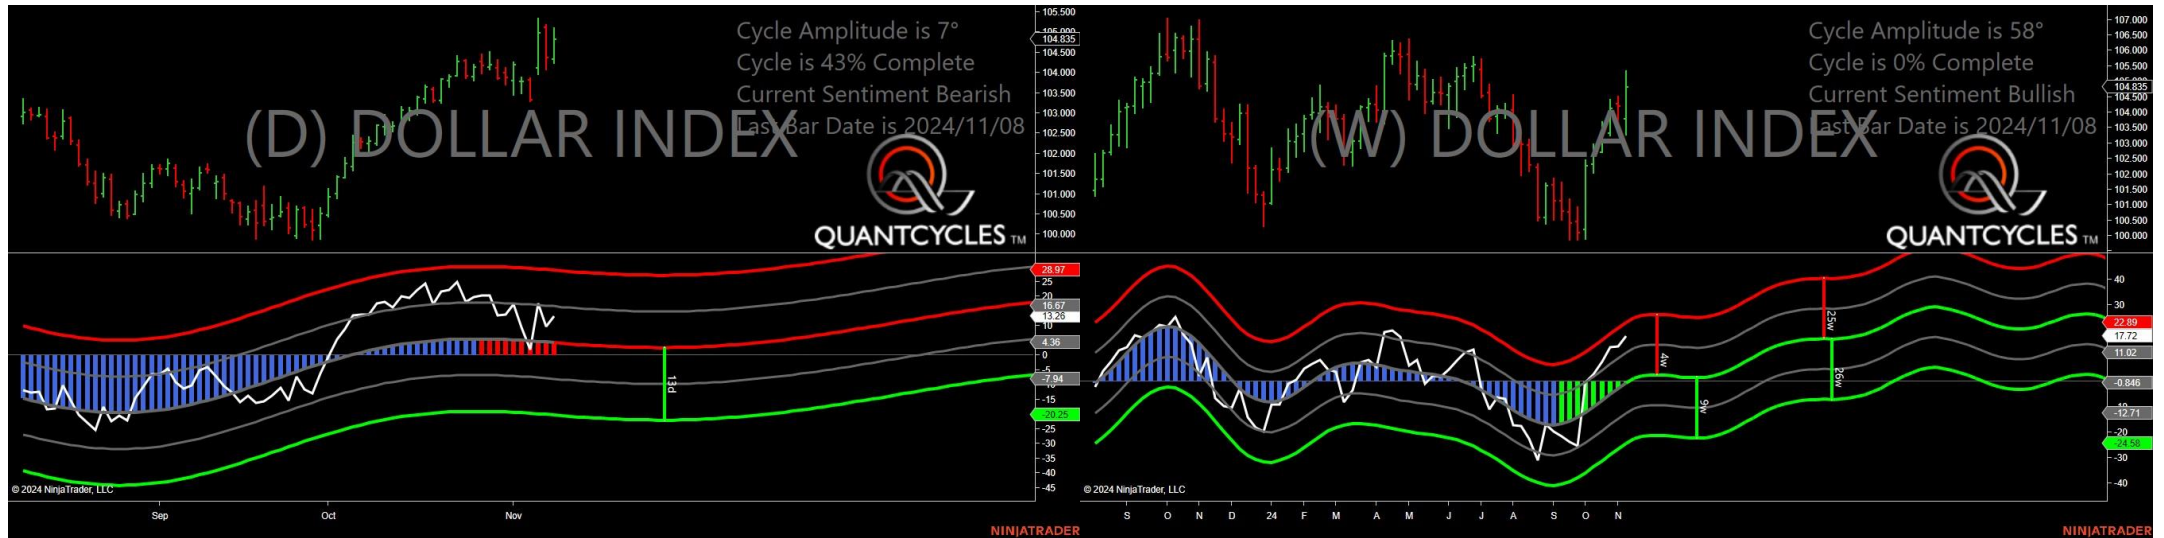 Cycle Amplitude is 7°
Cycle is 43% Complete
Current Sentiment Bearish
Last Bar Date is 2024/11/08
(D) DOLLAR INDEX
QUANTCYCLES TM
105.500
104.835
104.500
104.000
103.500
103.000
102.500
102.000
101.500
101.000
100.500
100.000
28.97
25
20
16.67
13.26
10
4.36
0
-5
-7.94
-15
-20.25
-25
-30
-35
-40
-45
13d
© 2024 NinjaTrader, LLC
Sep Oct Nov
NINJATRADER
Cycle Amplitude is 58°
Cycle is 0% Complete
Current Sentiment Bullish
Last Bar Date is 2024/11/08
(W) DOLLAR INDEX
QUANTCYCLES TM
107.000
106.500
106.000
105.500
104.835
104.500
104.000
103.500
103.000
102.500
102.000
101.500
101.000
100.500
100.000
40
30
22.89
17.72
11.02
-0.846
-12.71
-20
-24.58
-30
-40
4w
9w
25w
26w
© 2024 NinjaTrader, LLC
S O N D 24 F M A M J J A S O N
NINJATRADER